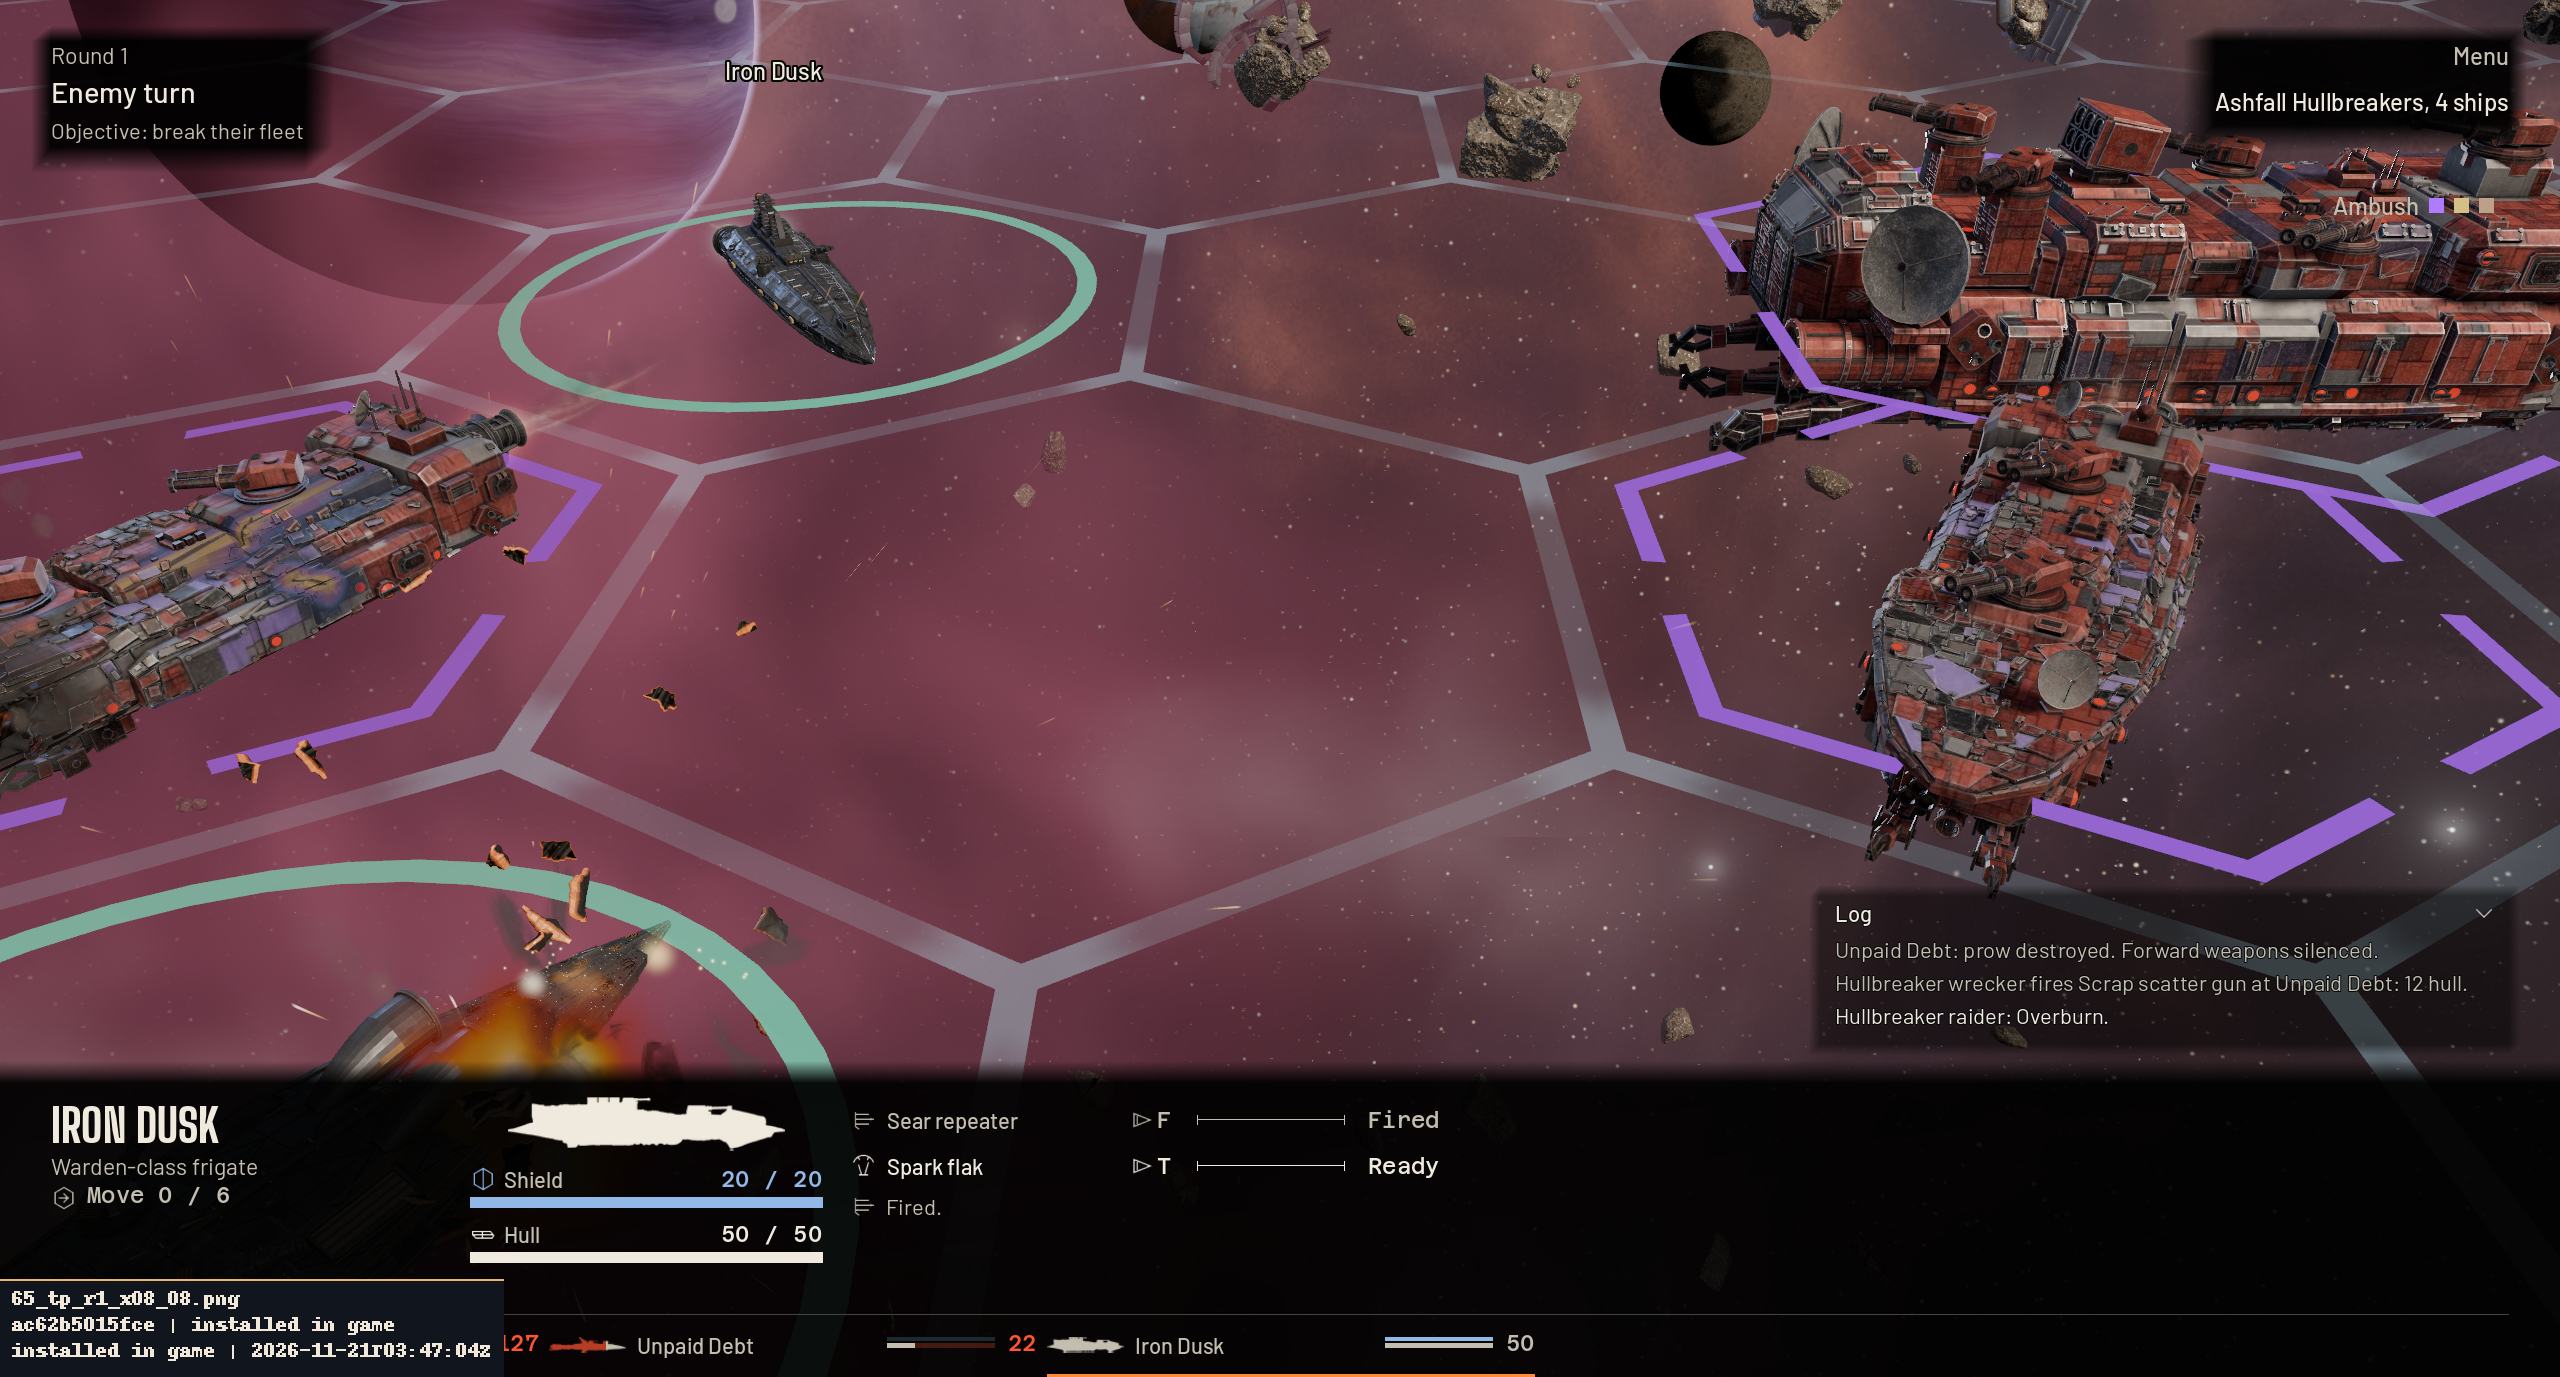 Round 1
Enemy turn
Objective: break their fleet
Iron Dusk
Menu
Ashfall Hullbreakers, 4 ships
Ambush
Log
Unpaid Debt: prow destroyed. Forward weapons silenced.
Hullbreaker wrecker fires Scrap scatter gun at Unpaid Debt: 12 hull.
Hullbreaker raider: Overburn.
IRON DUSK
Warden-class frigate
Move 0 / 6
Shield 20 / 20
Hull 50 / 50
Sear repeater F Fired
Spark flak T Ready
Fired.
65_tp_r1_x08_08.png
ac62b5015fce | installed in game
installed in game | 2026-11-21T03:47:04Z
127 Unpaid Debt 22 Iron Dusk 50